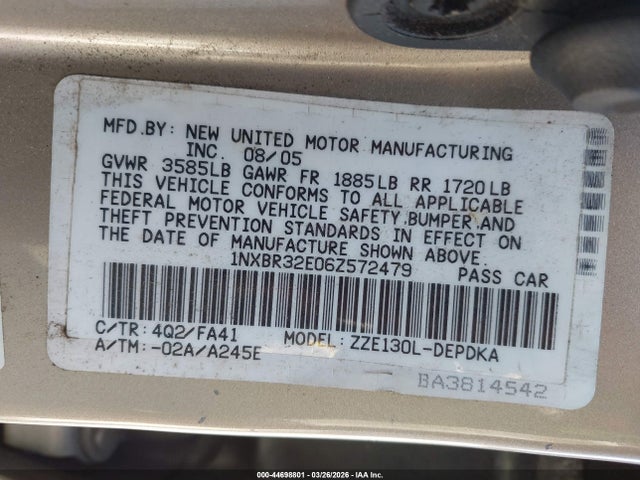 MFD.BY: NEW UNITED MOTOR MANUFACTURING
INC. 08/05
GVWR 3585LB GAWR FR 1885LB RR 1720LB
THIS VEHICLE CONFORMS TO ALL APPLICABLE
FEDERAL MOTOR VEHICLE SAFETY,BUMPER,AND
THEFT PREVENTION STANDARDS IN EFFECT ON
THE DATE OF MANUFACTURE SHOWN ABOVE.
1NXBR32E06Z572479 PASS CAR
C/TR: 4Q2/FA41 MODEL: ZZE130L-DEPDKA
A/TM: -02A/A245E
BA3814542
000-44698801 | 03/26/2026 | IAA Inc.